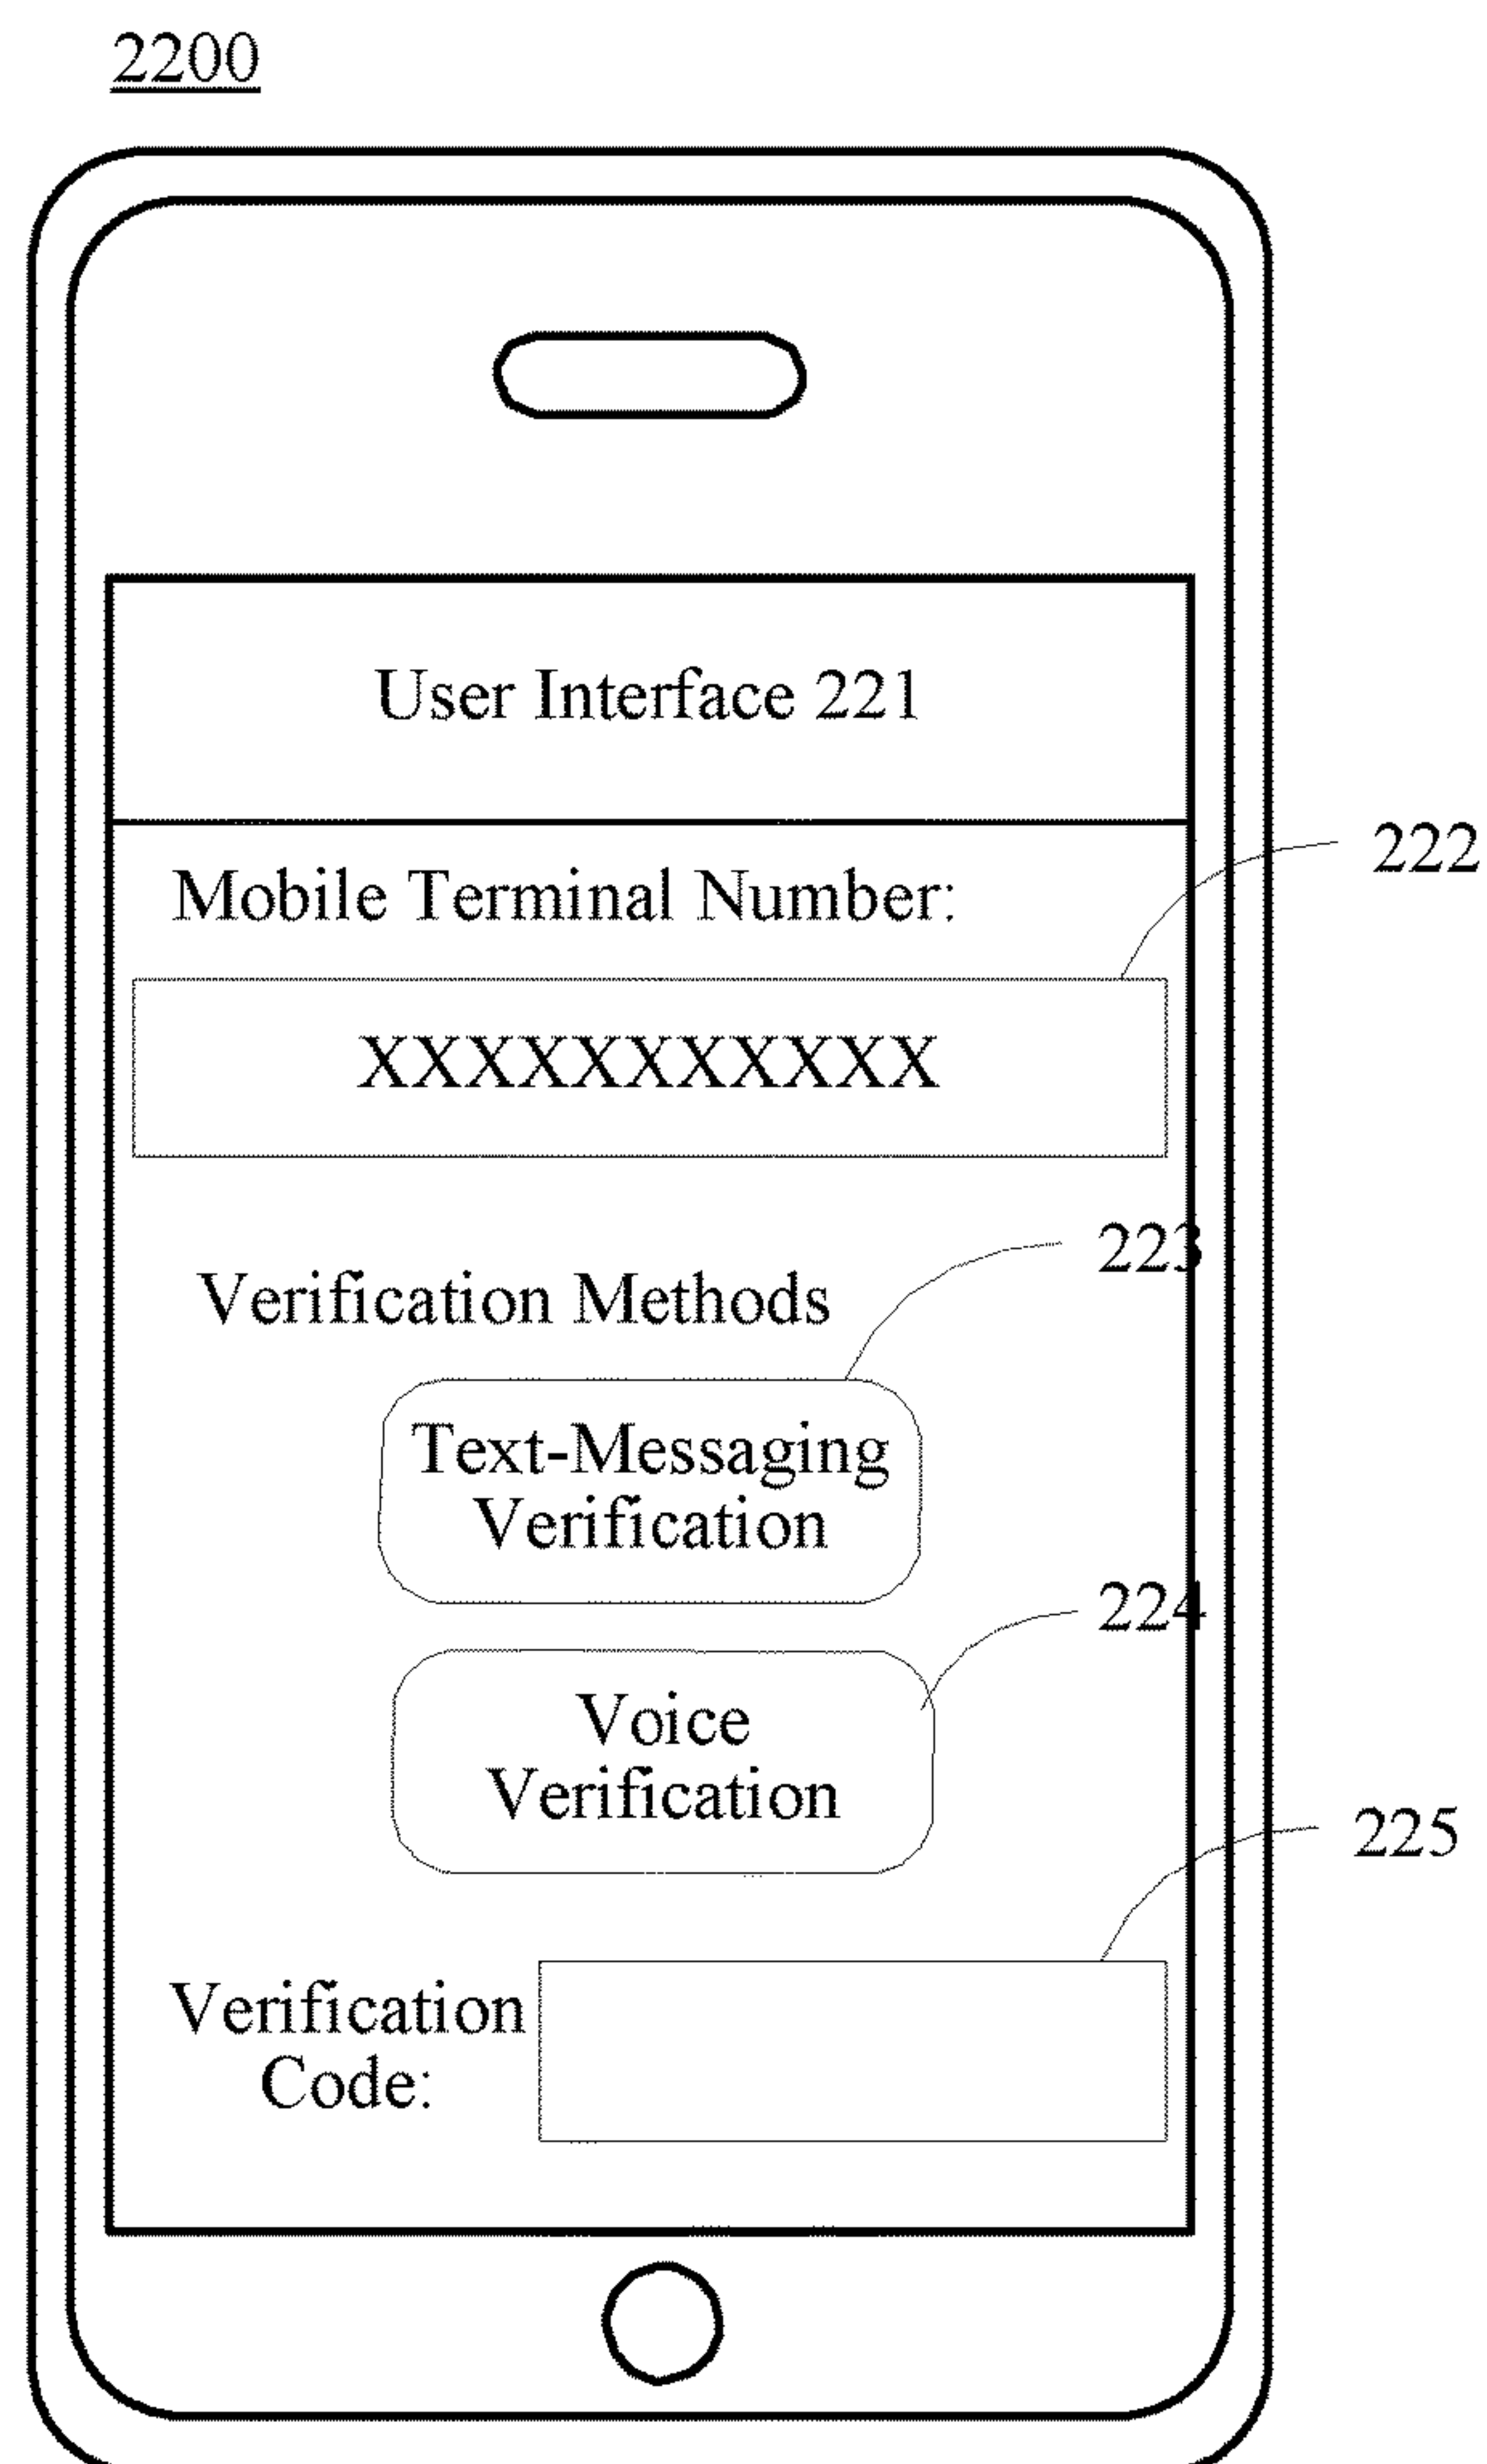 2200
User Interface 221
222
Mobile Terminal Number:
XXXXXXXXXXX
223
Verification Methods
Text-Messaging
Verification
224
Voice
Verification
225
Verification
Code: